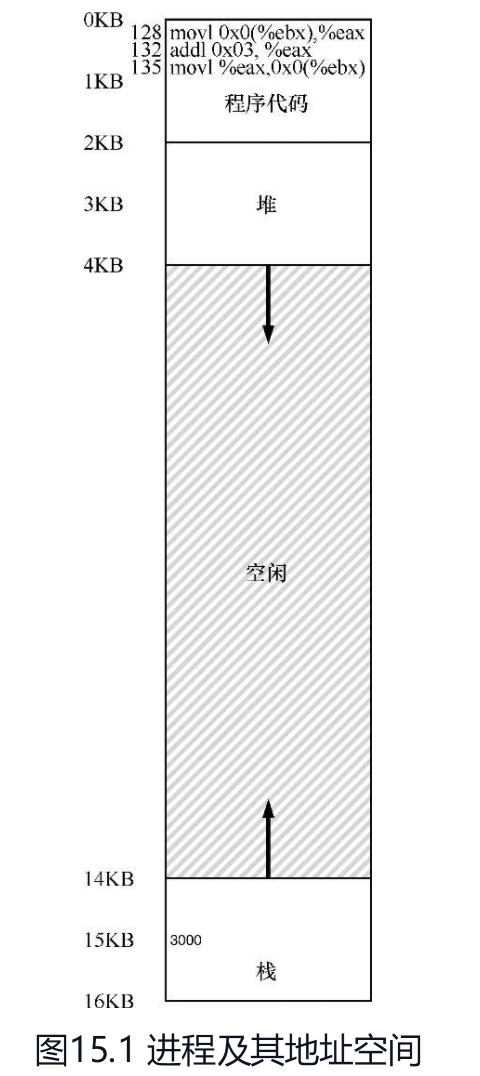 0KB
128 movl 0x0(%ebx),%eax
132 addl 0x03, %eax
135 movl %eax,0x0(%ebx)
1KB
程序代码
2KB
3KB 堆
4KB
空闲
14KB
15KB 3000
栈
16KB
图15.1 进程及其地址空间